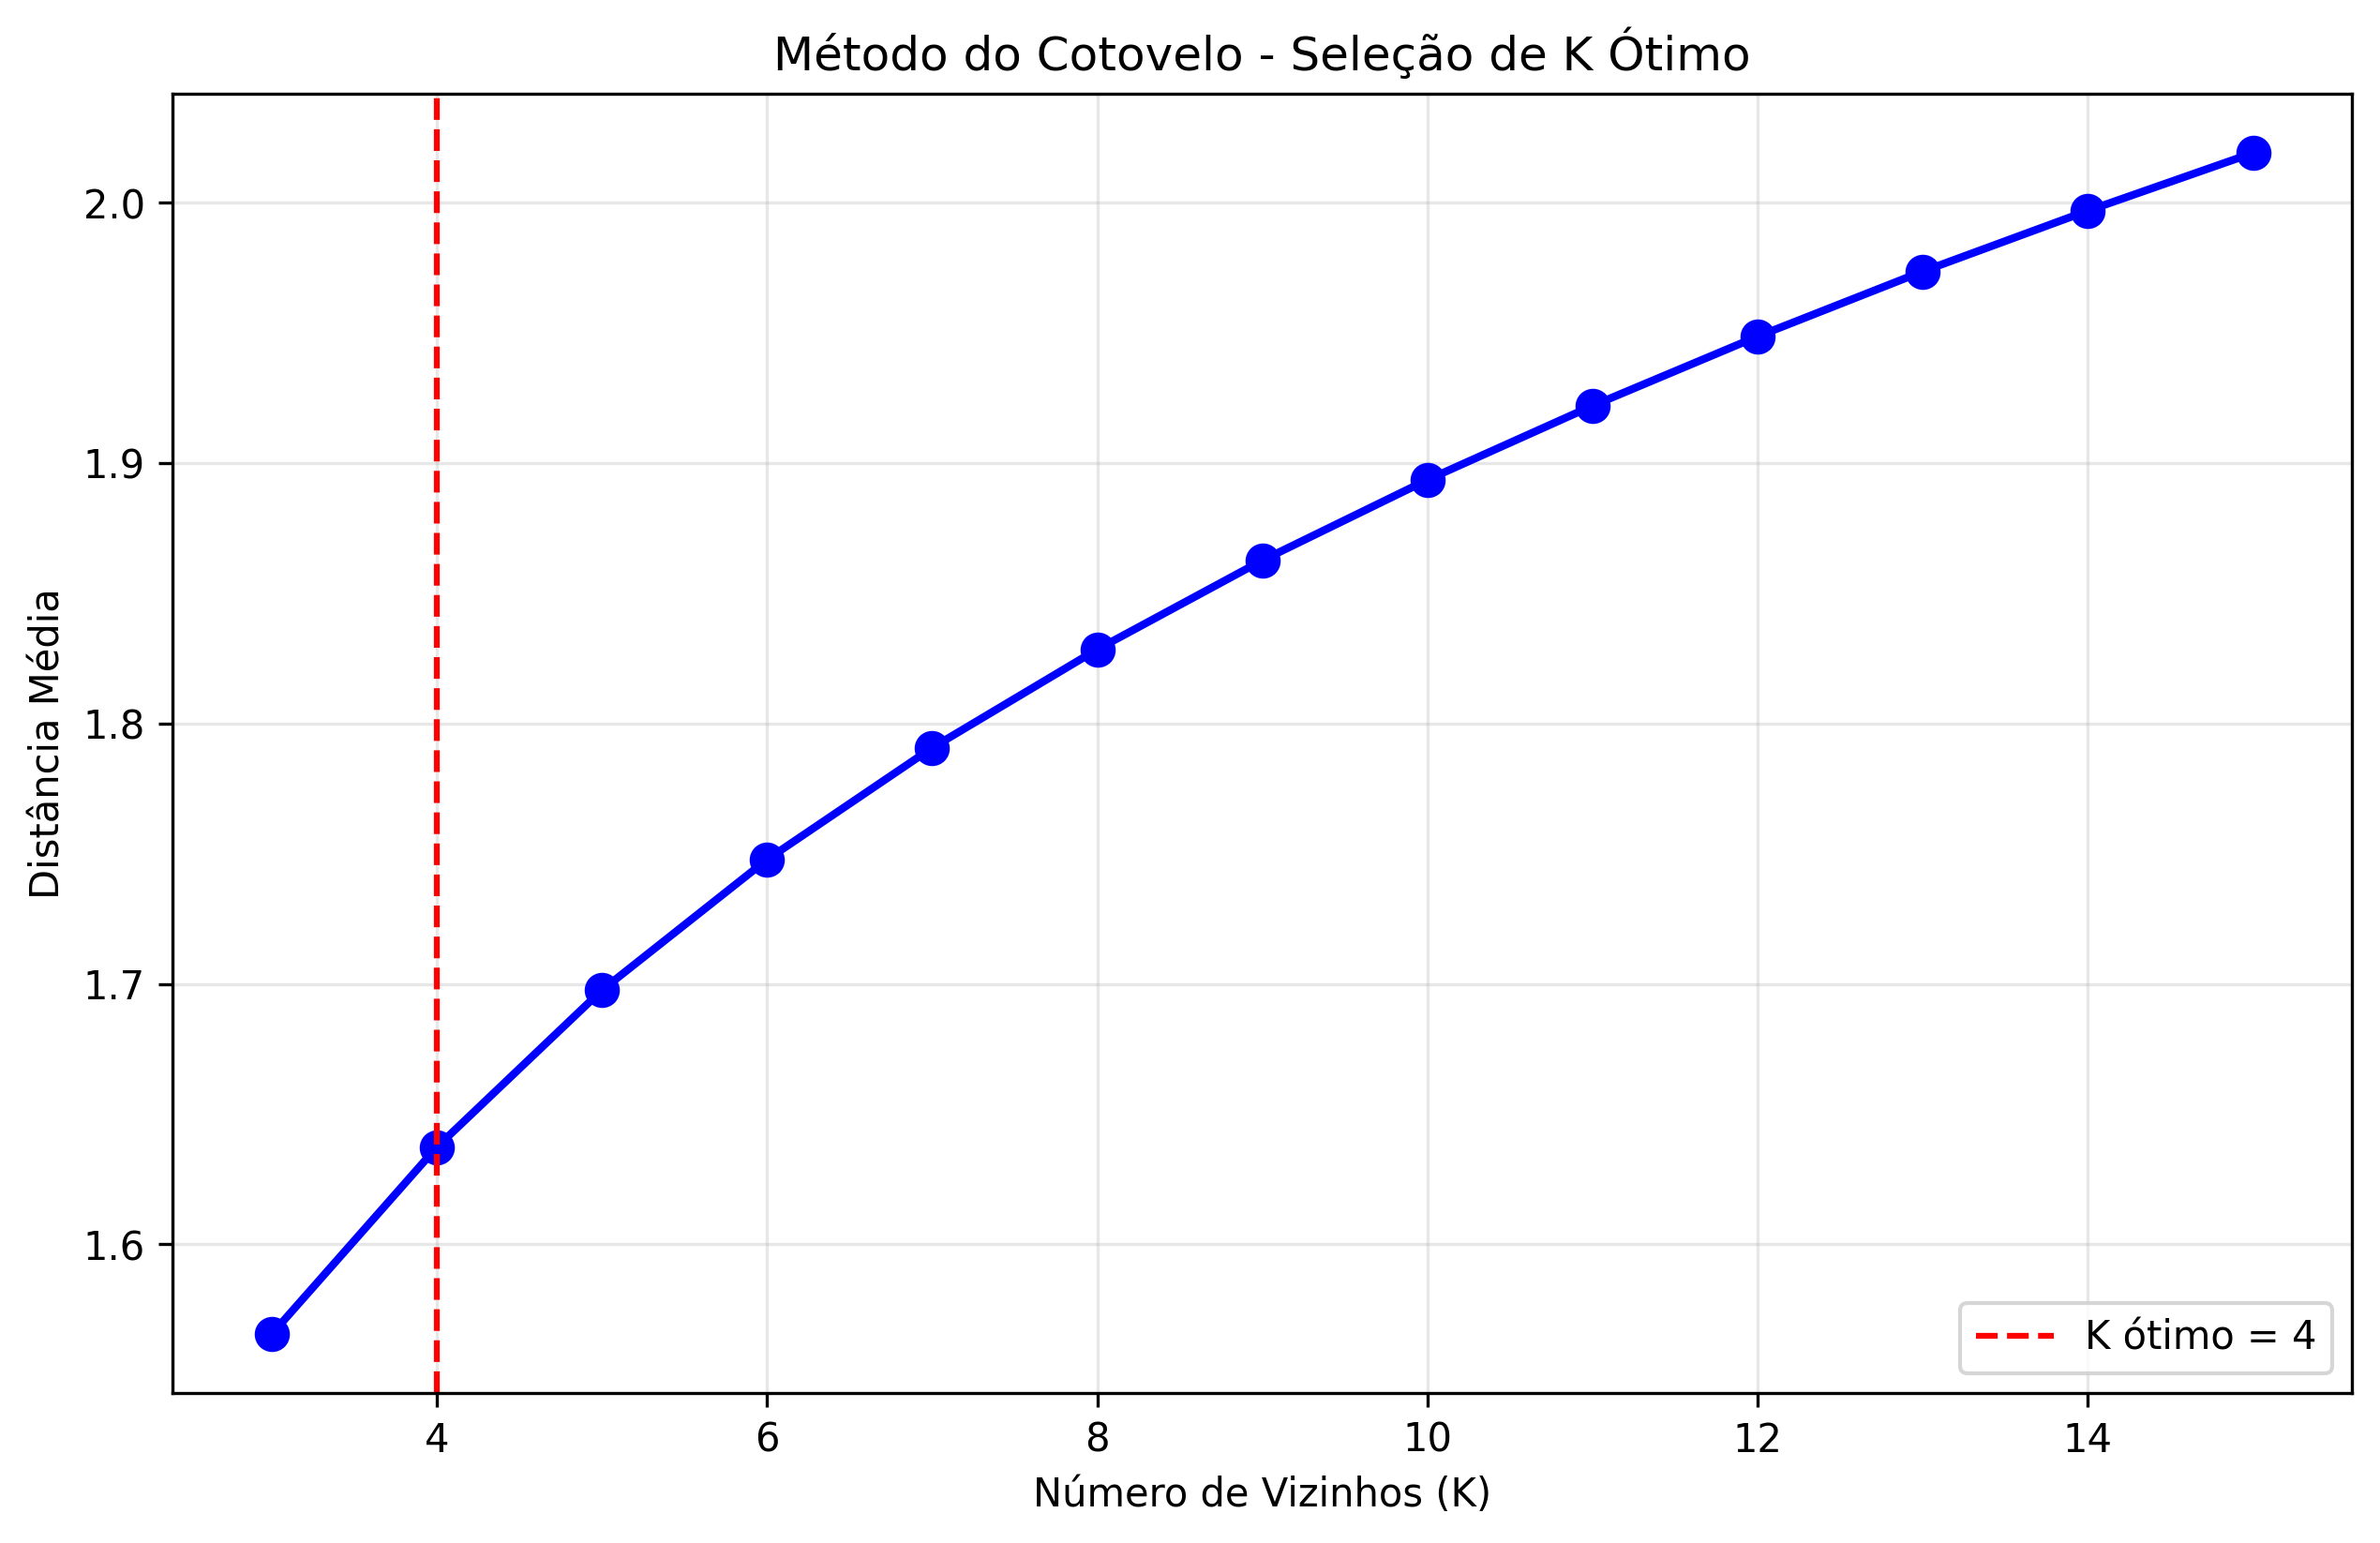 Método do Cotovelo - Seleção de K Ótimo
Distância Média
2.0
1.9
1.8
1.7
1.6
4
6
8
10
12
14
Número de Vizinhos (K)
K ótimo = 4